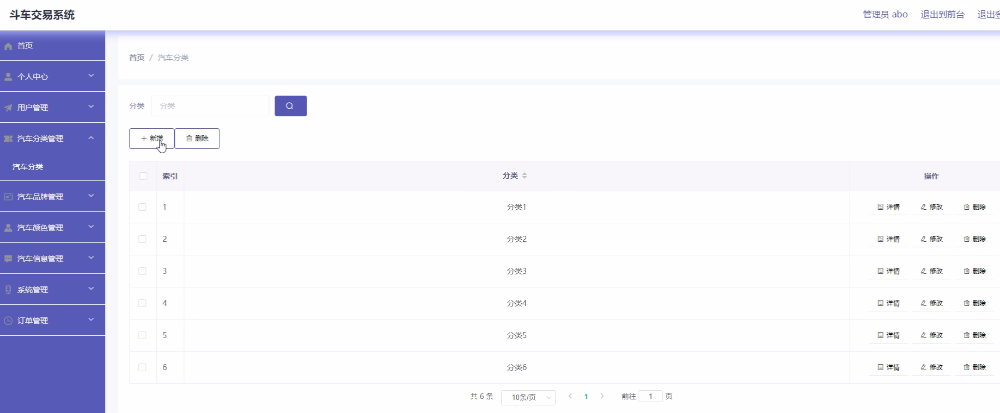 斗车交易系统
管理员 abo 退出到前台 退出登
首页
个人中心
用户管理
汽车分类管理
汽车分类
汽车品牌管理
汽车颜色管理
汽车信息管理
系统管理
订单管理
首页 / 汽车分类
分类 分类
新增 删除
索引 分类 操作
1 分类1 详情 修改 删除
2 分类2 详情 修改 删除
3 分类3 详情 修改 删除
4 分类4 详情 修改 删除
5 分类5 详情 修改 删除
6 分类6 详情 修改 删除
共 6 条 10条/页 1 前往 1 页